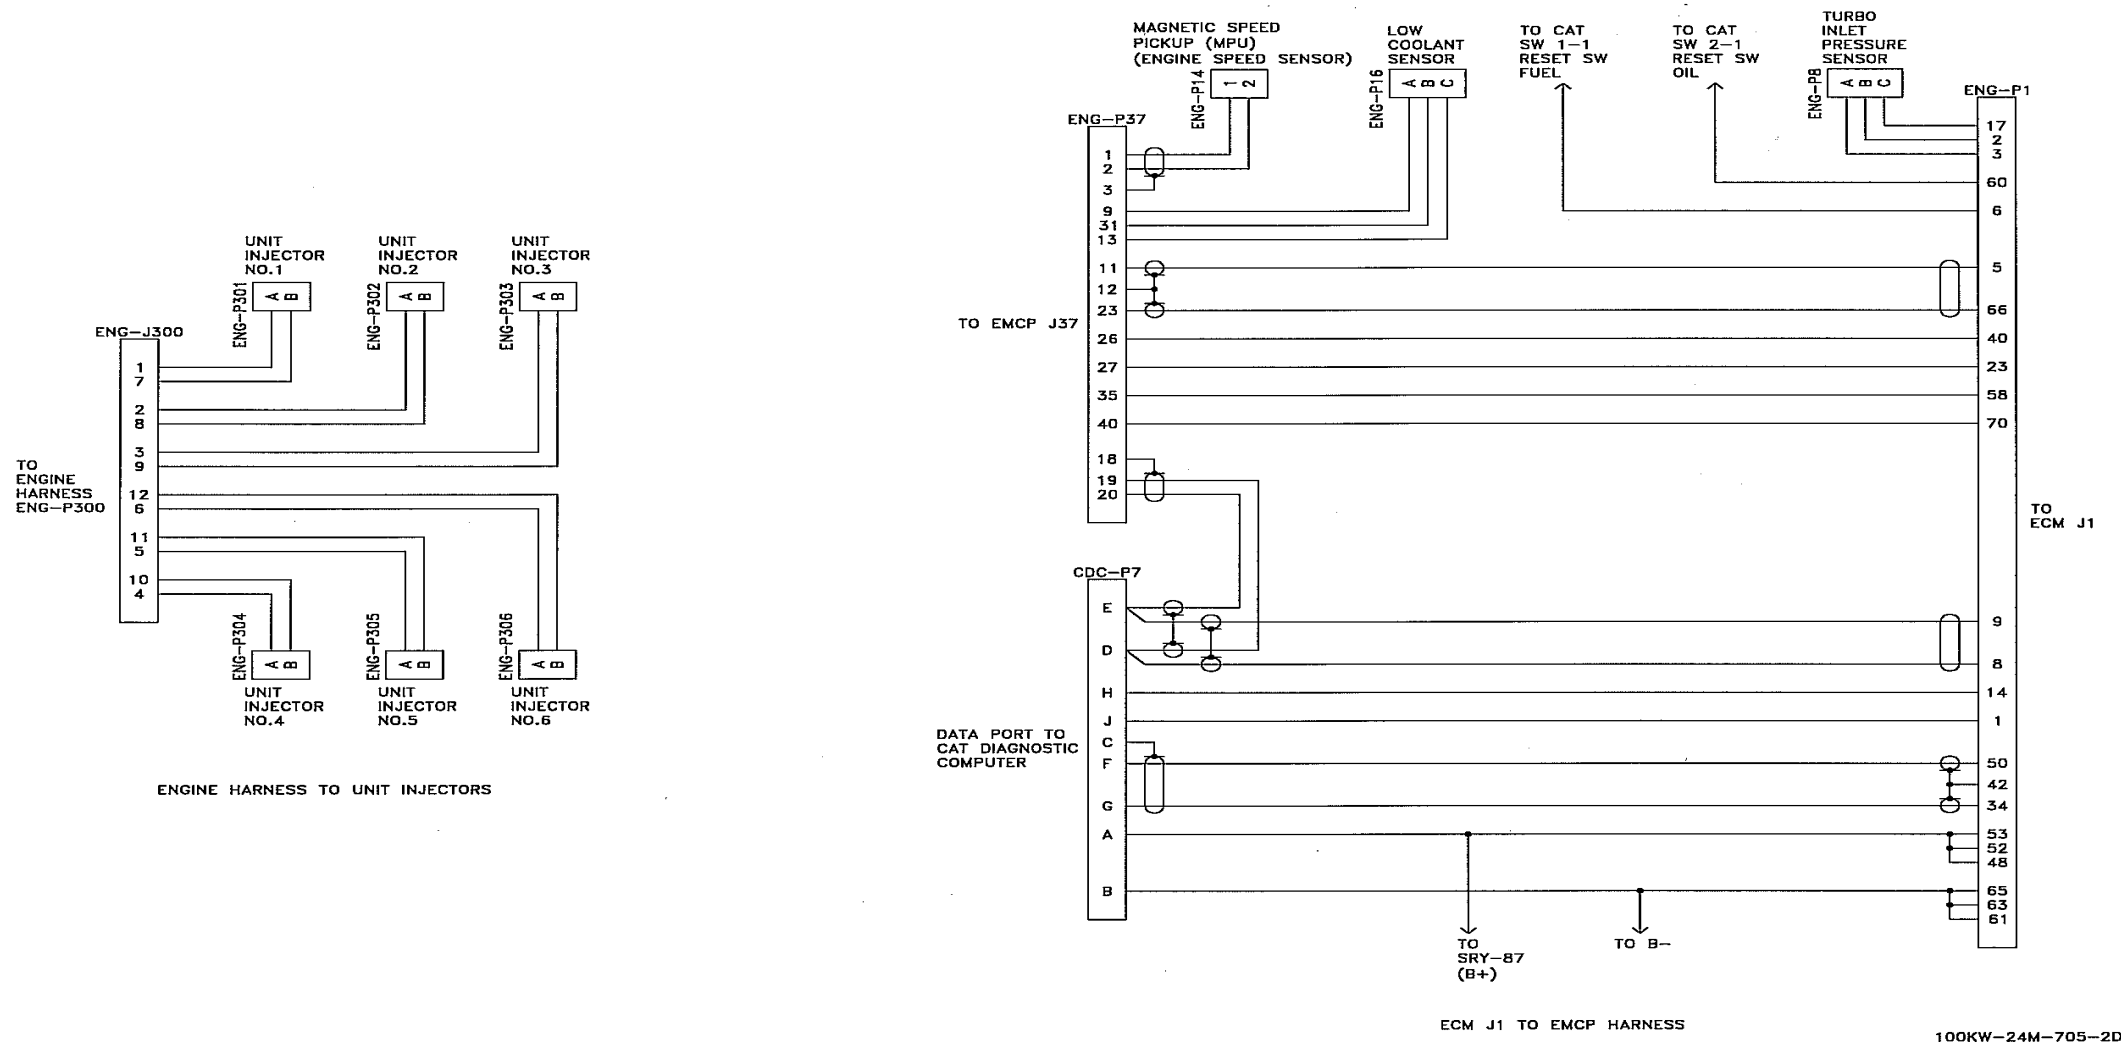 UNIT
INJECTOR
NO.1
UNIT
INJECTOR
NO.2
UNIT
INJECTOR
NO.3
ENG-P301
A B
ENG-P302
A B
ENG-P303
A B
ENG-J300
1
7
2
8
3
9
12
6
11
5
10
4
TO
ENGINE
HARNESS
ENG-P300
ENG-P304
A B
ENG-P305
A B
ENG-P306
A B
UNIT
INJECTOR
NO.4
UNIT
INJECTOR
NO.5
UNIT
INJECTOR
NO.6
ENGINE HARNESS TO UNIT INJECTORS
MAGNETIC SPEED
PICKUP (MPU)
(ENGINE SPEED SENSOR)
ENG-P14
1 2
LOW
COOLANT
SENSOR
ENG-P16
A B C
TO CAT
SW 1-1
RESET SW
FUEL
TO CAT
SW 2-1
RESET SW
OIL
TURBO
INLET
PRESSURE
SENSOR
ENG-P8
A B C
ENG-P37
1
2
3
9
31
13
11
12
23
26
27
35
40
18
19
20
TO EMCP J37
CDC-P7
E
D
H
J
C
F
G
A
B
DATA PORT TO
CAT DIAGNOSTIC
COMPUTER
ENG-P1
17
2
3
60
6
5
66
40
23
58
70
9
8
14
1
50
42
34
53
52
48
65
63
61
TO
ECM J1
TO
SRY-87
(B+)
TO B-
ECM J1 TO EMCP HARNESS
100KW-24M-705-2D